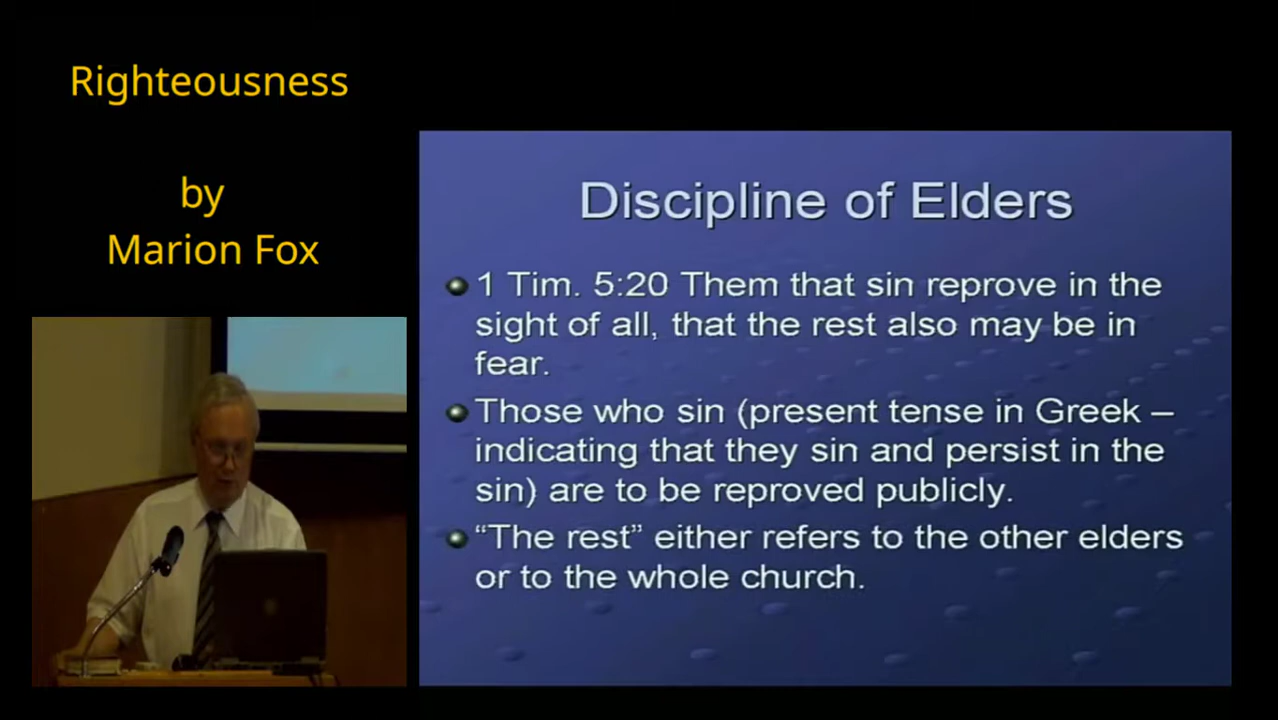 Righteousness
by
Marion Fox
Discipline of Elders
1 Tim. 5:20 Them that sin reprove in the
sight of all, that the rest also may be in
fear.
Those who sin (present tense in Greek –
indicating that they sin and persist in the
sin) are to be reproved publicly.
“The rest” either refers to the other elders
or to the whole church.